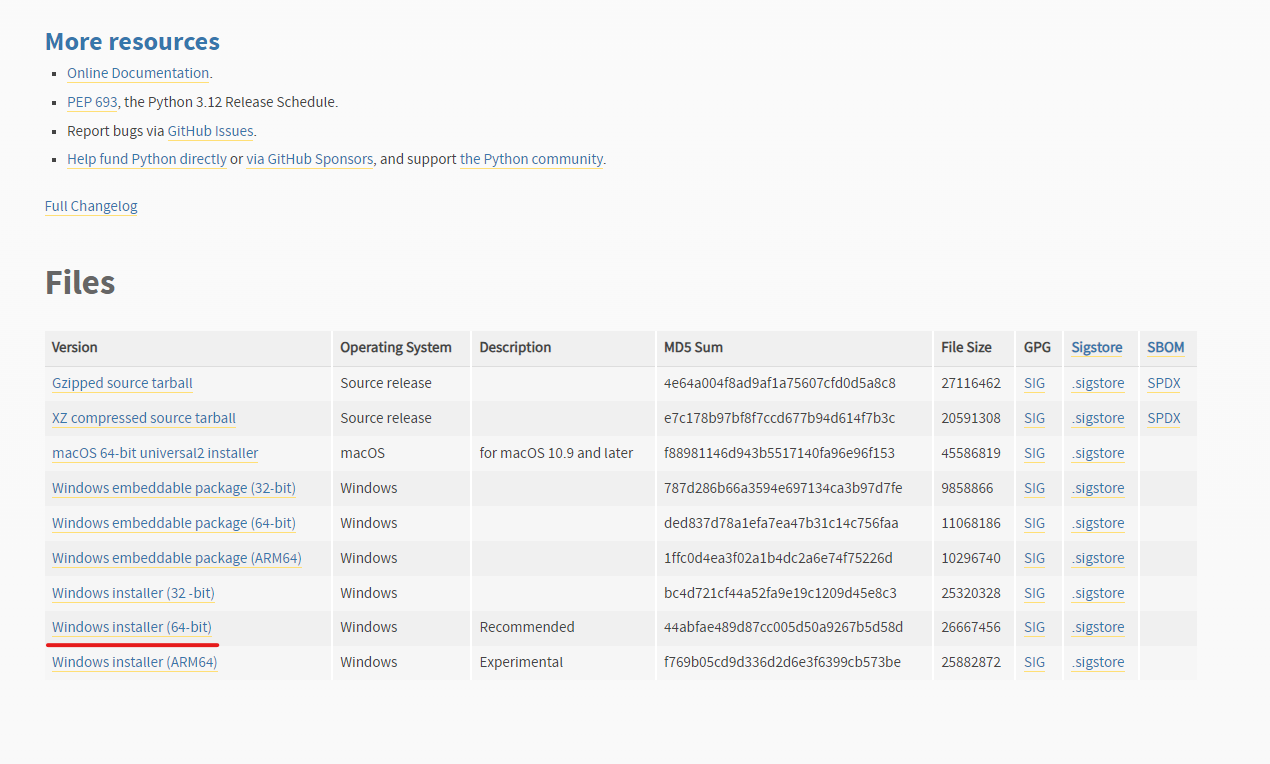 More resources
Online Documentation.
PEP 693, the Python 3.12 Release Schedule.
Report bugs via GitHub Issues.
Help fund Python directly or via GitHub Sponsors, and support the Python community.
Full Changelog
Files
Version Operating System Description MD5 Sum File Size GPG Sigstore SBOM
Gzipped source tarball Source release 4e64a004f8ad9af1a75607cfd0d5a8c8 27116462 SIG .sigstore SPDX
XZ compressed source tarball Source release e7c178b97bf8f7ccd677b94d614f7b3c 20591308 SIG .sigstore SPDX
macOS 64-bit universal2 installer macOS for macOS 10.9 and later f88981146d943b5517140fa96e96f153 45586819 SIG .sigstore
Windows embeddable package (32-bit) Windows 787d286b66a3594e697134ca3b97d7fe 9858866 SIG .sigstore
Windows embeddable package (64-bit) Windows ded837d78a1efa7ea47b31c14c756faa 11068186 SIG .sigstore
Windows embeddable package (ARM64) Windows 1ffc0d4ea3f02a1b4dc2a6e74f75226d 10296740 SIG .sigstore
Windows installer (32 -bit) Windows bc4d721cf44a52fa9e19c1209d45e8c3 25320328 SIG .sigstore
Windows installer (64-bit) Windows Recommended 44abfae489d87cc005d50a9267b5d58d 26667456 SIG .sigstore
Windows installer (ARM64) Windows Experimental f769b05cd9d336d2d6e3f6399cb573be 25882872 SIG .sigstore